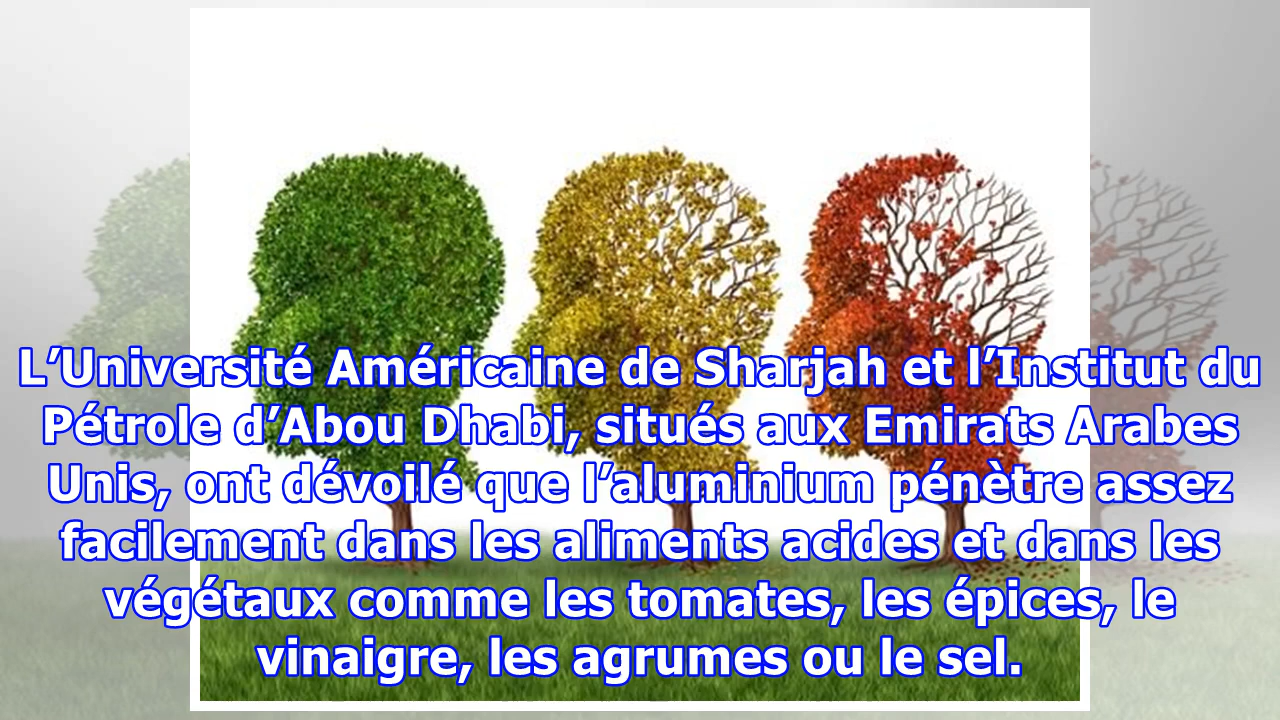 L’Université Américaine de Sharjah et l’Institut du
Pétrole d’Abou Dhabi, situés aux Emirats Arabes
Unis, ont dévoilé que l’aluminium pénètre assez
facilement dans les aliments acides et dans les
végétaux comme les tomates, les épices, le
vinaigre, les agrumes ou le sel.